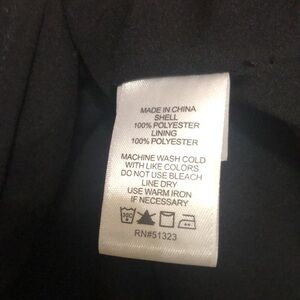 MADE IN CHINA
SHELL
100% POLYESTER
LINING
100% POLYESTER
MACHINE WASH COLD
WITH LIKE COLORS
DO NOT USE BLEACH
LINE DRY
USE WARM IRON
IF NECESSARY
RN#51323